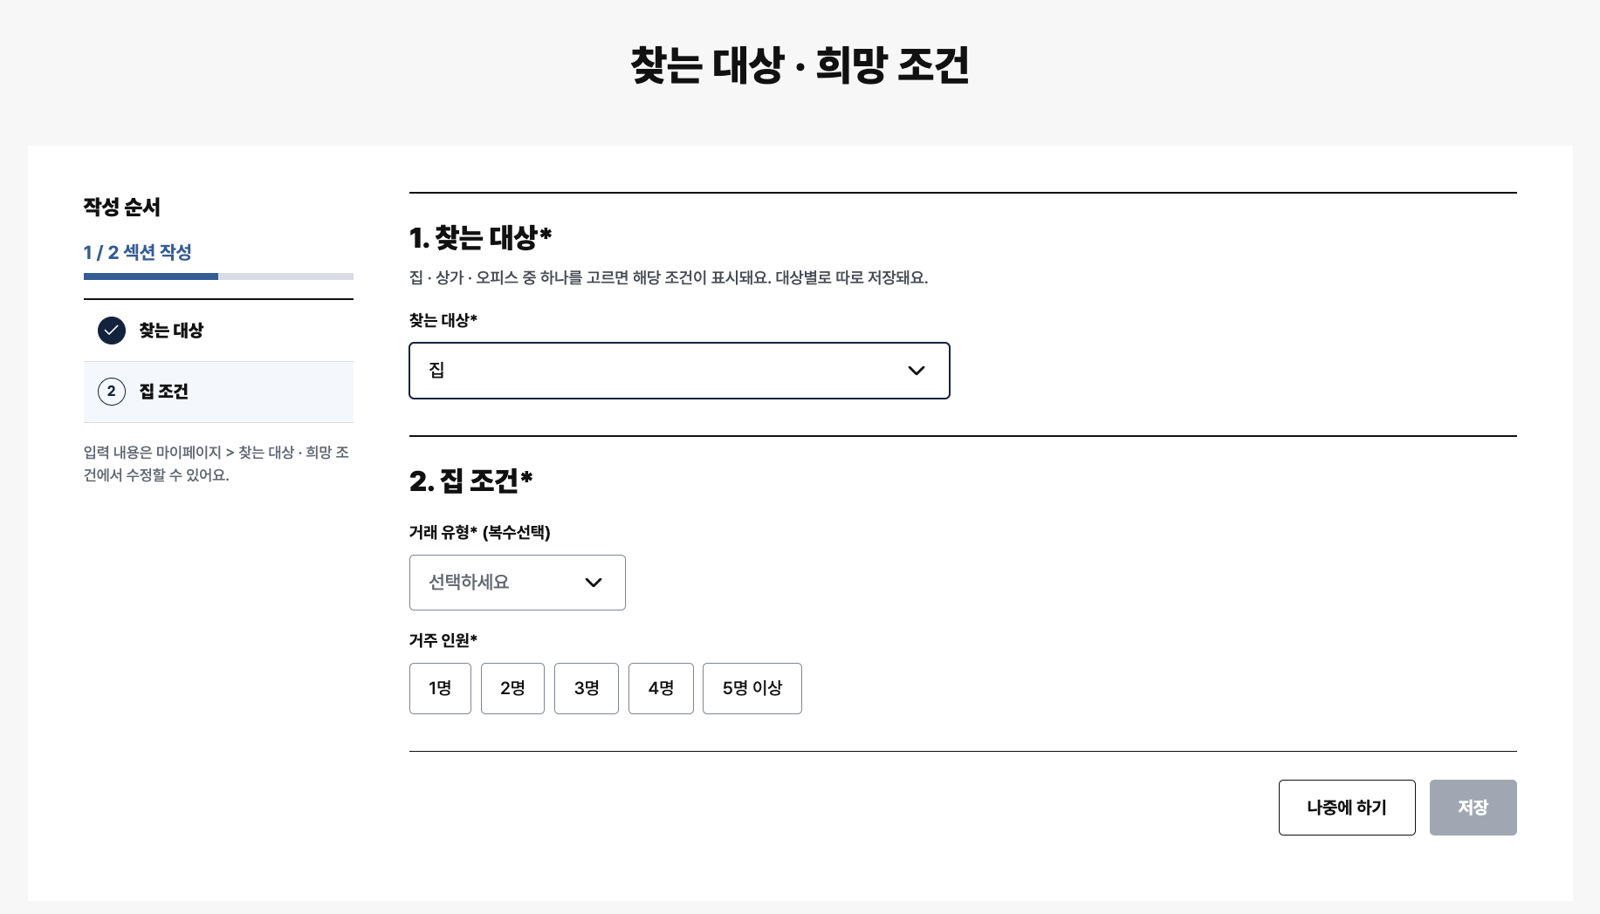 찾는 대상 · 희망 조건
작성 순서
1 / 2 섹션 작성
찾는 대상
2
집 조건
입력 내용은 마이페이지 > 찾는 대상 · 희망 조
건에서 수정할 수 있어요.
1. 찾는 대상*
집 · 상가 · 오피스 중 하나를 고르면 해당 조건이 표시돼요. 대상별로 따로 저장돼요.
찾는 대상*
집
2. 집 조건*
거래 유형* (복수선택)
선택하세요
거주 인원*
1명
2명
3명
4명
5명 이상
나중에 하기
저장